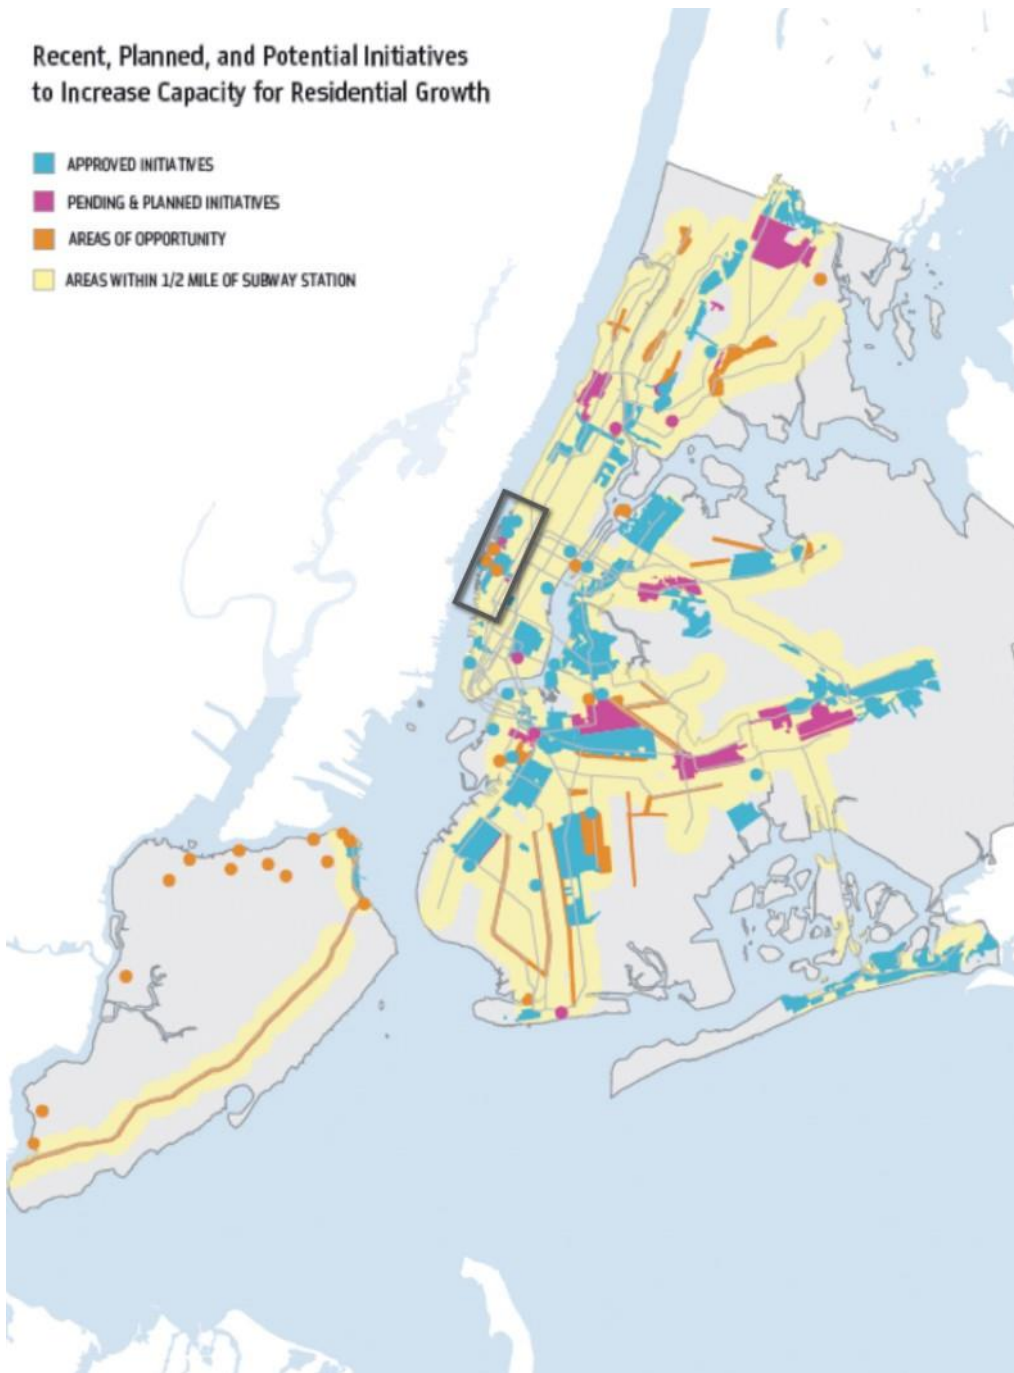 Recent, Planned, and Potential Initiatives
to Increase Capacity for Residential Growth
APPROVED INITIATIVES
PENDING & PLANNED INITIATIVES
AREAS OF OPPORTUNITY
AREAS WITHIN 1/2 MILE OF SUBWAY STATION